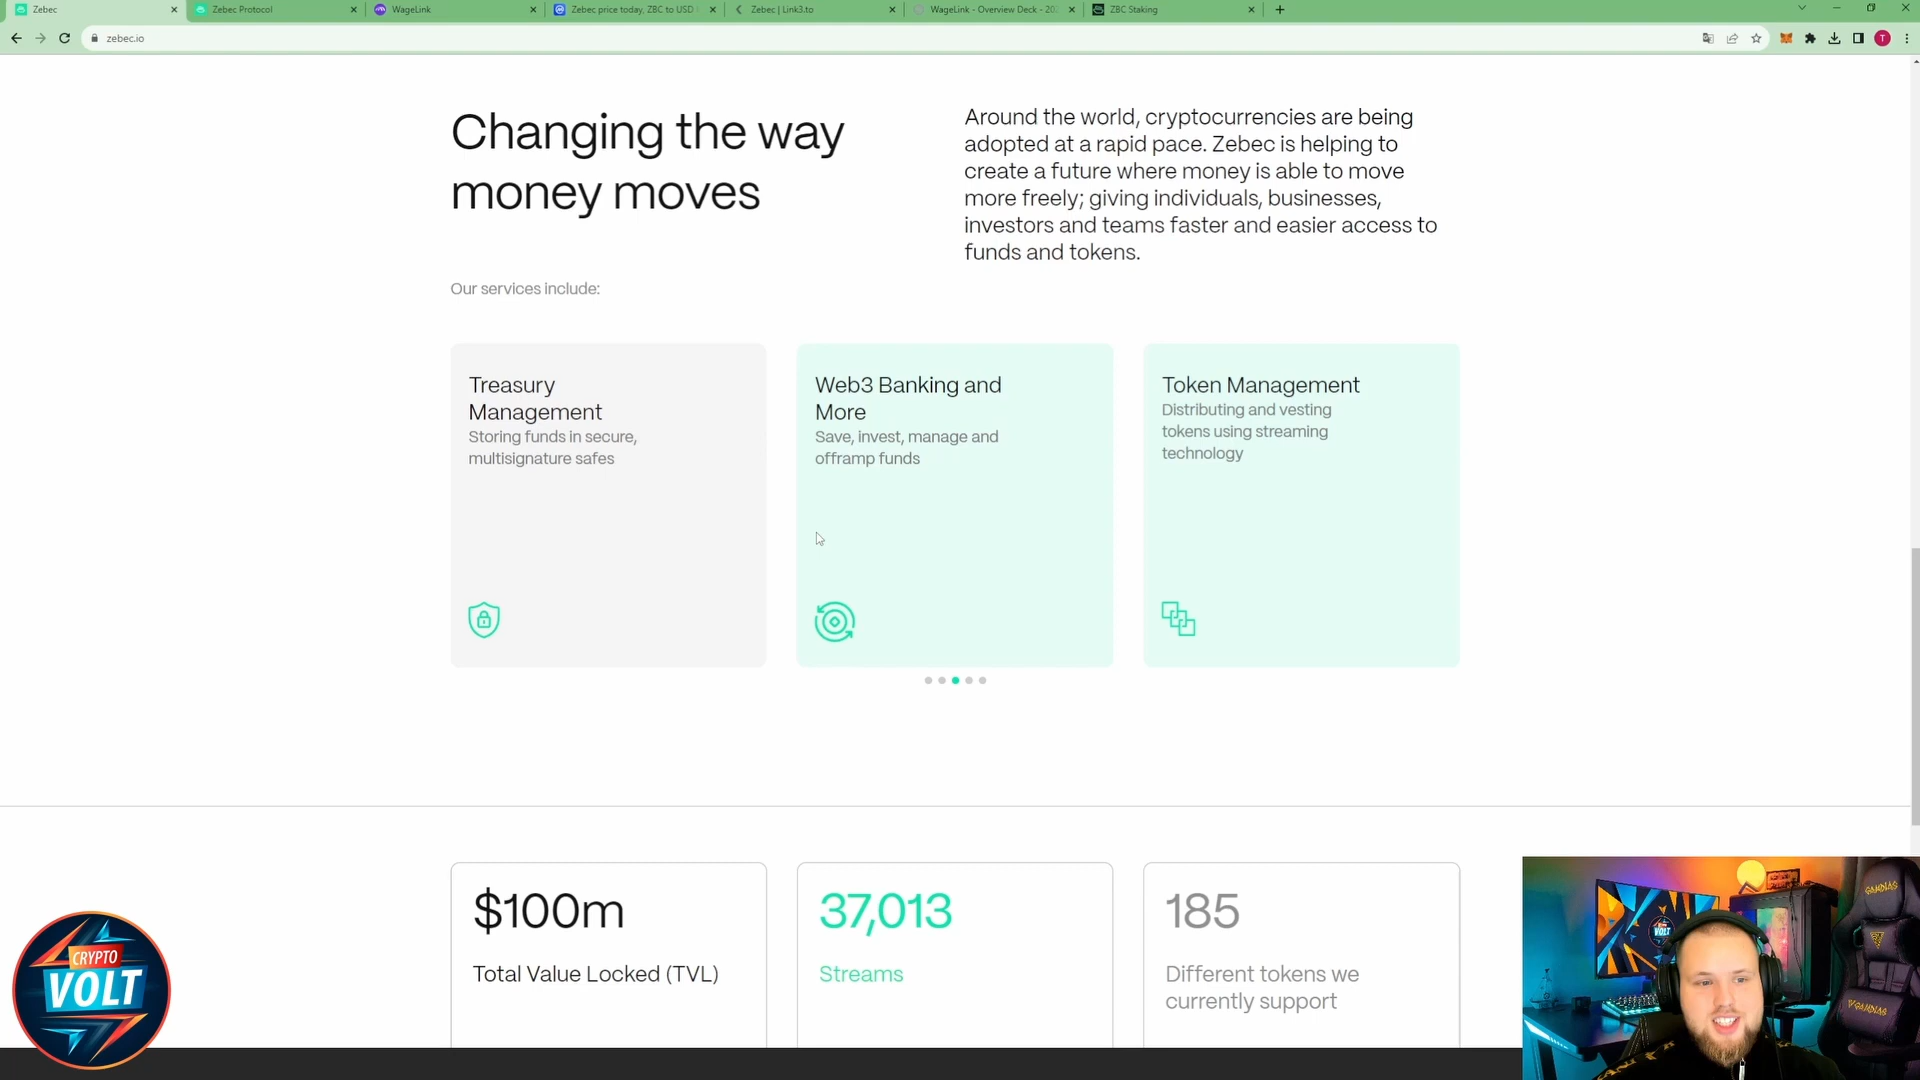 Zebec
Zebec Protocol
WageLink
Zebec price today, ZBC to USD
Zebec | Link3.to
WageLink - Overview Deck - 202
ZBC Staking
zebec.io
T
Changing the way
money moves
Around the world, cryptocurrencies are being
adopted at a rapid pace. Zebec is helping to
create a future where money is able to move
more freely; giving individuals, businesses,
investors and teams faster and easier access to
funds and tokens.
Our services include:
Treasury
Management
Storing funds in secure,
multisignature safes
Web3 Banking and
More
Save, invest, manage and
offramp funds
Token Management
Distributing and vesting
tokens using streaming
technology
$100m
Total Value Locked (TVL)
37,013
Streams
185
Different tokens we
currently support
CRYPTO
VOLT
VOLT
GAMDIAS
GAMDIAS